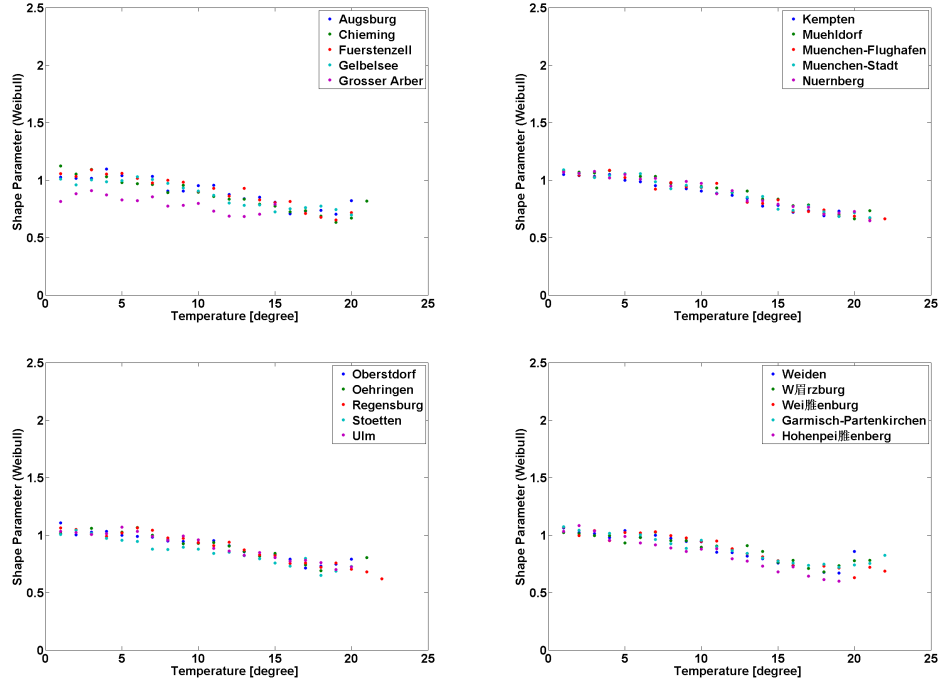 2.5
2
1.5
1
0.5
0
0 5 10 15 20 25
Shape Parameter (Weibull)
Temperature [degree]
Augsburg
Chieming
Fuerstenzell
Gelbelsee
Grosser Arber
2.5
2
1.5
1
0.5
0
0 5 10 15 20 25
Shape Parameter (Weibull)
Temperature [degree]
Kempten
Muehldorf
Muenchen-Flughafen
Muenchen-Stadt
Nuernberg
2.5
2
1.5
1
0.5
0
0 5 10 15 20 25
Shape Parameter (Weibull)
Temperature [degree]
Oberstdorf
Oehringen
Regensburg
Stoetten
Ulm
2.5
2
1.5
1
0.5
0
0 5 10 15 20 25
Shape Parameter (Weibull)
Temperature [degree]
Weiden
W眉rzburg
Wei脽enburg
Garmisch-Partenkirchen
Hohenpei脽enberg